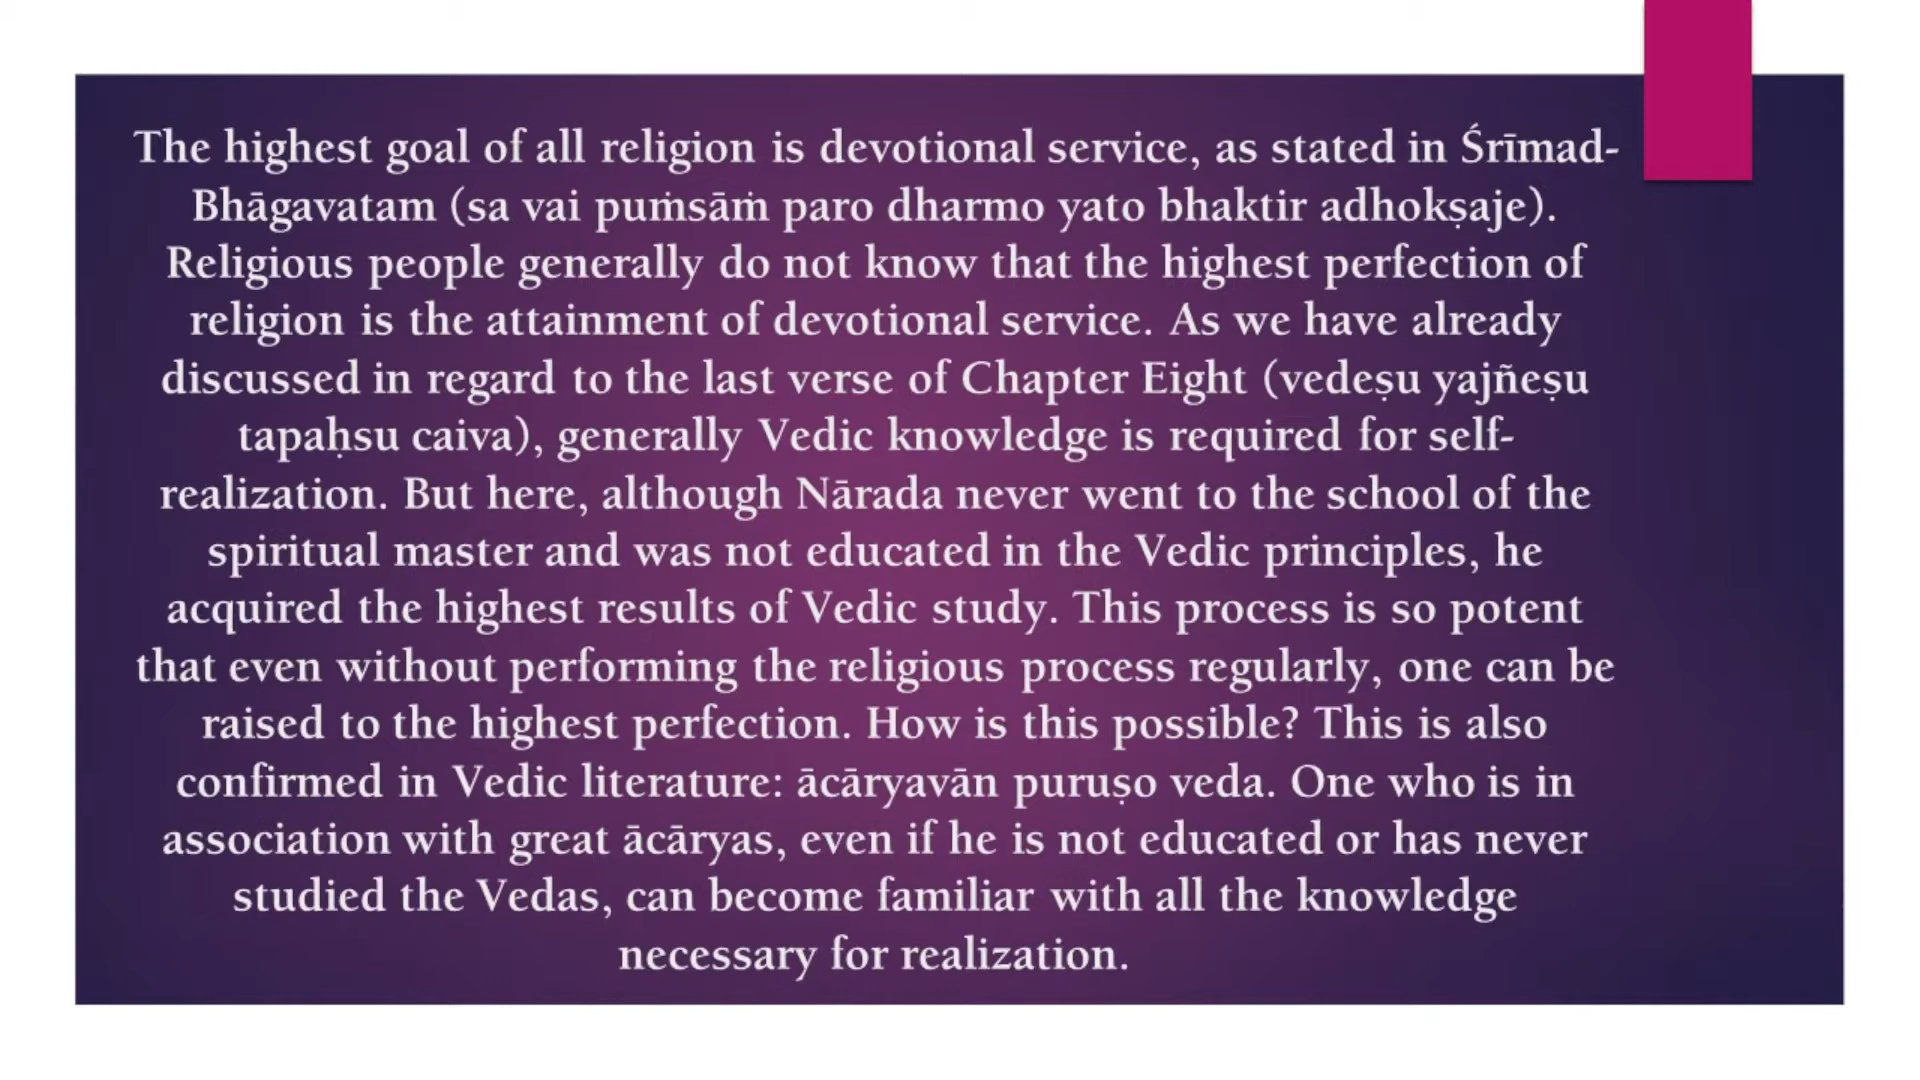 The highest goal of all religion is devotional service, as stated in Śrīmad-
Bhāgavatam (sa vai puṁsāṁ paro dharmo yato bhaktir adhokṣaje).
Religious people generally do not know that the highest perfection of
religion is the attainment of devotional service. As we have already
discussed in regard to the last verse of Chapter Eight (vedeṣu yajñeṣu
tapaḥsu caiva), generally Vedic knowledge is required for self-
realization. But here, although Nārada never went to the school of the
spiritual master and was not educated in the Vedic principles, he
acquired the highest results of Vedic study. This process is so potent
that even without performing the religious process regularly, one can be
raised to the highest perfection. How is this possible? This is also
confirmed in Vedic literature: ācāryavān puruṣo veda. One who is in
association with great ācāryas, even if he is not educated or has never
studied the Vedas, can become familiar with all the knowledge
necessary for realization.